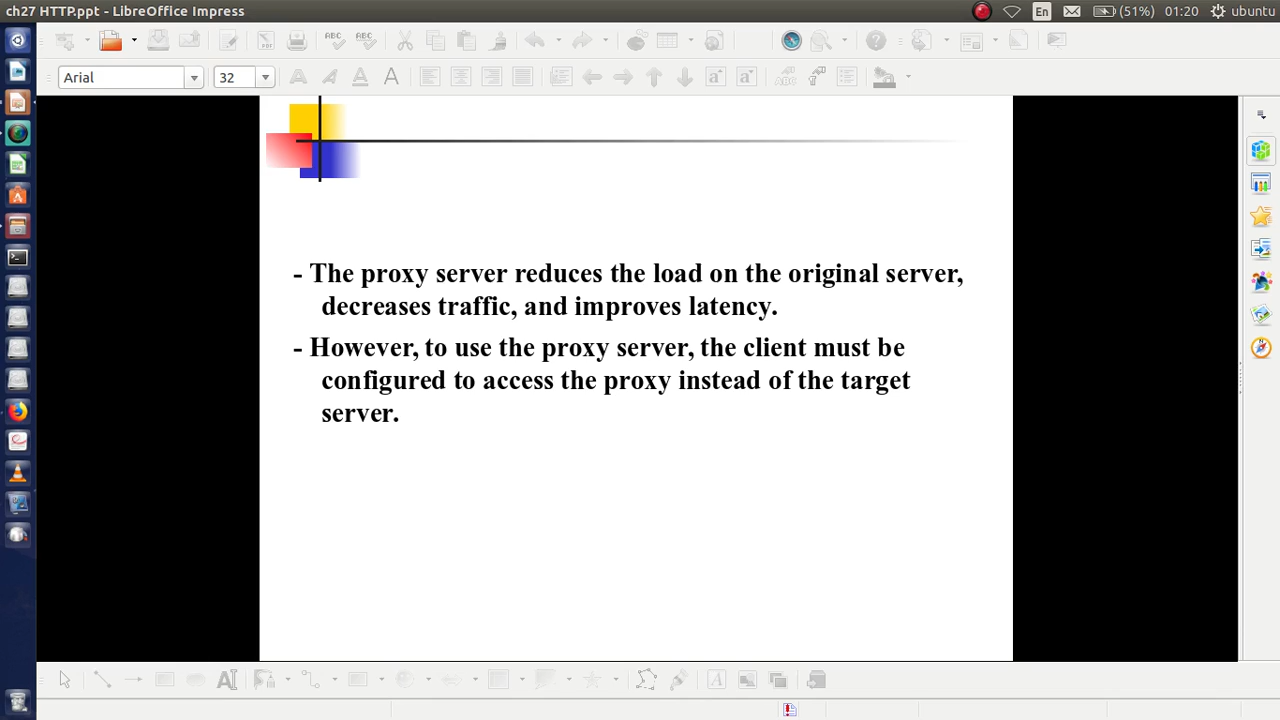 ch27 HTTP.ppt - LibreOffice Impress
En
(51%)
01:20
ubuntu
Arial
32
- The proxy server reduces the load on the original server,
decreases traffic, and improves latency.
- However, to use the proxy server, the client must be
configured to access the proxy instead of the target
server.